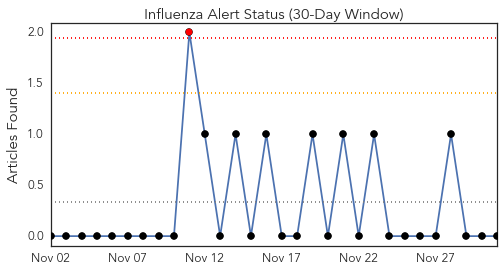 Influenza Alert Status (30-Day Window)
Articles Found
2.0
1.5
1.0
0.5
0.0
Nov 02 Nov 07 Nov 12 Nov 17 Nov 22 Nov 27